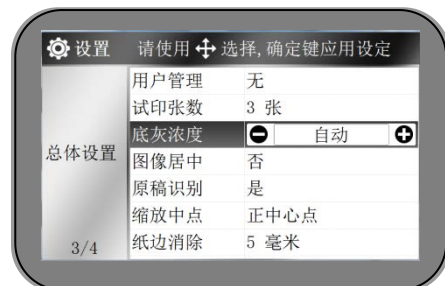 设置 请使用 选择, 确定键应用设定
总体设置
3/4
用户管理 无
试印张数 3 张
底灰浓度 自动
图像居中 否
原稿识别 是
缩放中点 正中心点
纸边消除 5 毫米